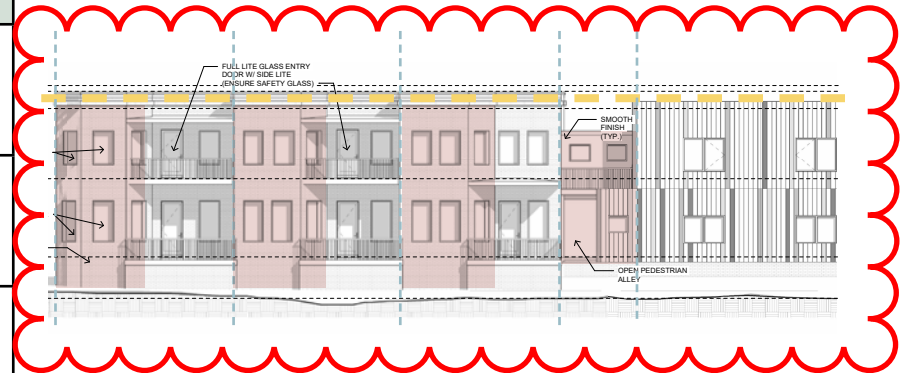 FULL LITE GLASS ENTRY
DOOR W/ SIDE LITE
(ENSURE SAFETY GLASS)
SMOOTH
FINISH
(TYP.)
OPEN PEDESTRIAN
ALLEY